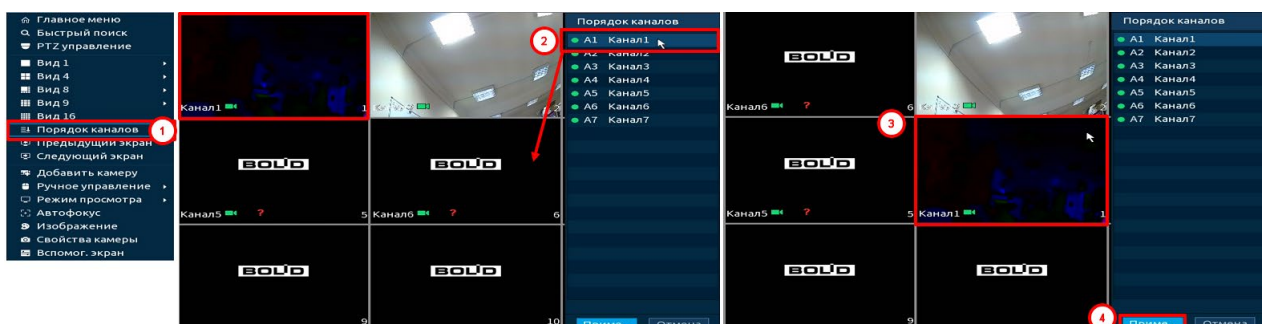 Главное меню
Быстрый поиск
PTZ управление
Вид 1
Вид 4
Вид 8
Вид 9
Вид 16
Порядок каналов
1
Предыдущий экран
Следующий экран
Добавить камеру
Ручное управление
Режим просмотра
Автофокус
Изображение
Свойства камеры
Вспомог. экран
Канал1 1
2
BOLID BOLID
Канал5 ? 5 Канал6 ? 6
BOLID BOLID
9 10
2
Порядок каналов
A1 Канал1
A2 Канал2
A3 Канал3
A4 Канал4
A5 Канал5
A6 Канал6
A7 Канал7
Приме... Отмена
BOLID
Канал6 ? 6
3
BOLID
Канал5 ? 5 Канал1 1
BOLID BOLID
9
Порядок каналов
A1 Канал1
A2 Канал2
A3 Канал3
A4 Канал4
A5 Канал5
A6 Канал6
A7 Канал7
4
Приме... Отмена